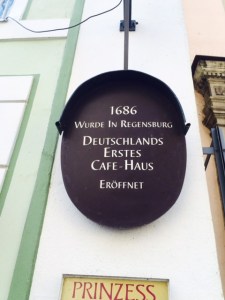 1686
WURDE IN REGENSBURG
DEUTSCHLANDS
ERSTES
CAFE-HAUS
ERÖFFNET
PRINZESS